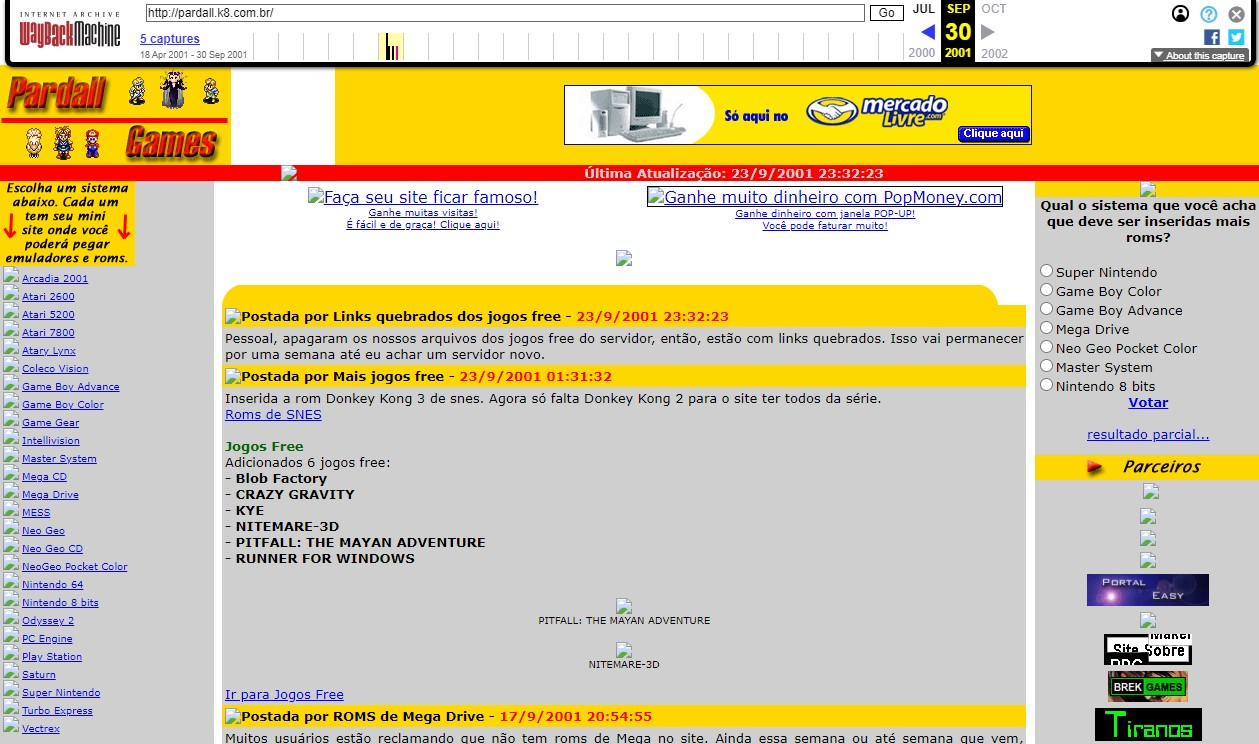 INTERNET ARCHIVE
WayBackMachine
http://pardall.k8.com.br/
Go
5 captures
18 Apr 2001 - 30 Sep 2001
JUL
SEP
OCT
30
2000
2001
2002
About this capture
Pardall
Games
Só aqui no
mercado
Livre.com
Clique aqui
Última Atualização: 23/9/2001 23:32:23
Escolha um sistema
abaixo. Cada um
tem seu mini
site onde você
poderá pegar
emuladores e roms.
Arcadia 2001
Atari 2600
Atari 5200
Atari 7800
Atary Lynx
Coleco Vision
Game Boy Advance
Game Boy Color
Game Gear
Intellivision
Master System
Mega CD
Mega Drive
MESS
Neo Geo
Neo Geo CD
NeoGeo Pocket Color
Nintendo 64
Nintendo 8 bits
Odyssey 2
PC Engine
Play Station
Saturn
Super Nintendo
Turbo Express
Vectrex
Faça seu site ficar famoso!
Ganhe muitas visitas!
É fácil e de graça! Clique aqui!
Ganhe muito dinheiro com PopMoney.com
Ganhe dinheiro com janela POP-UP!
Você pode faturar muito!
Postada por Links quebrados dos jogos free - 23/9/2001 23:32:23
Pessoal, apagaram os nossos arquivos dos jogos free do servidor, então, estão com links quebrados. Isso vai permanecer
por uma semana até eu achar um servidor novo.
Postada por Mais jogos free - 23/9/2001 01:31:32
Inserida a rom Donkey Kong 3 de snes. Agora só falta Donkey Kong 2 para o site ter todos da série.
Roms de SNES
Jogos Free
Adicionados 6 jogos free:
- Blob Factory
- CRAZY GRAVITY
- KYE
- NITEMARE-3D
- PITFALL: THE MAYAN ADVENTURE
- RUNNER FOR WINDOWS
PITFALL: THE MAYAN ADVENTURE
NITEMARE-3D
Ir para Jogos Free
Postada por ROMS de Mega Drive - 17/9/2001 20:54:55
Muitos usuários estão reclamando que não tem roms de Mega no site. Ainda essa semana ou até semana que vem,
Qual o sistema que você acha
que deve ser inseridas mais
roms?
Super Nintendo
Game Boy Color
Game Boy Advance
Mega Drive
Neo Geo Pocket Color
Master System
Nintendo 8 bits
Votar
resultado parcial...
Parceiros
PORTAL
EASY
Maker
Site Sobre
RPG
BREK GAMES
Tiranos